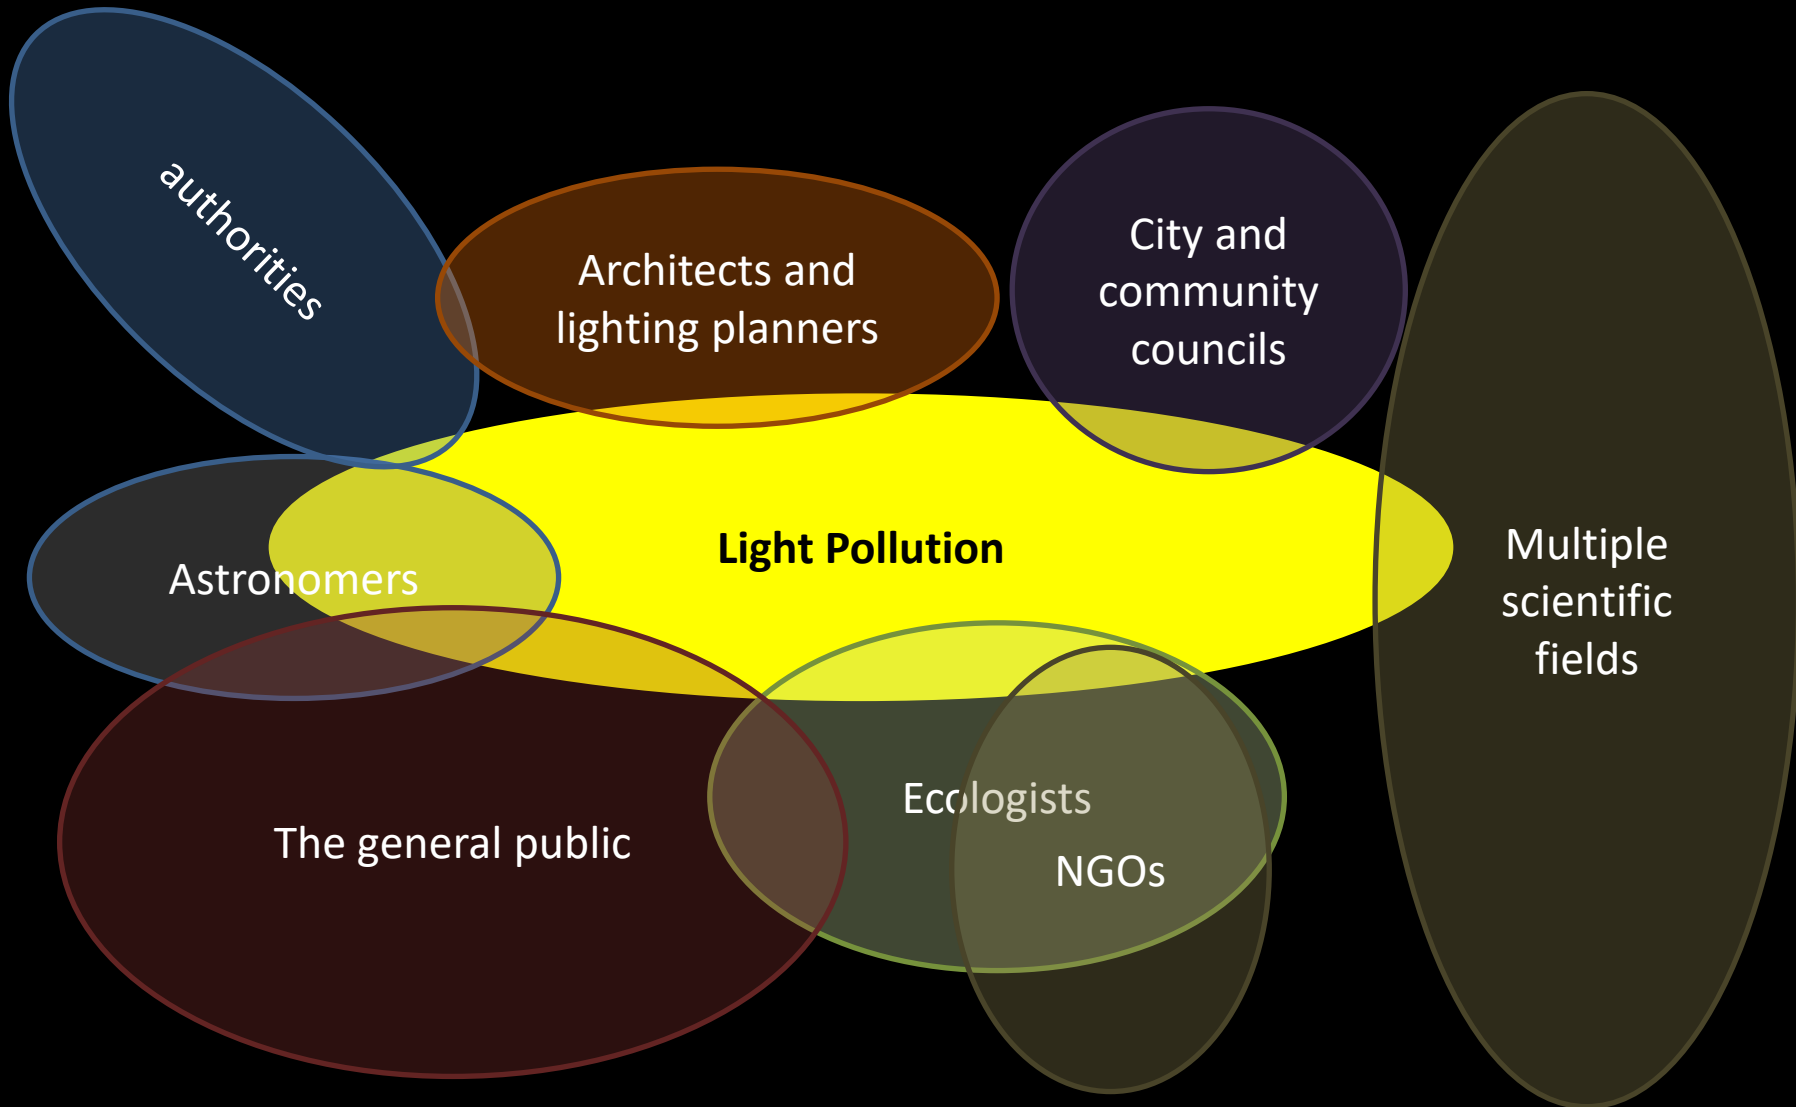 authorities
Architects and
lighting planners
City and
community
councils
Light Pollution
Astronomers
Multiple
scientific
fields
The general public
Ecologists
NGOs